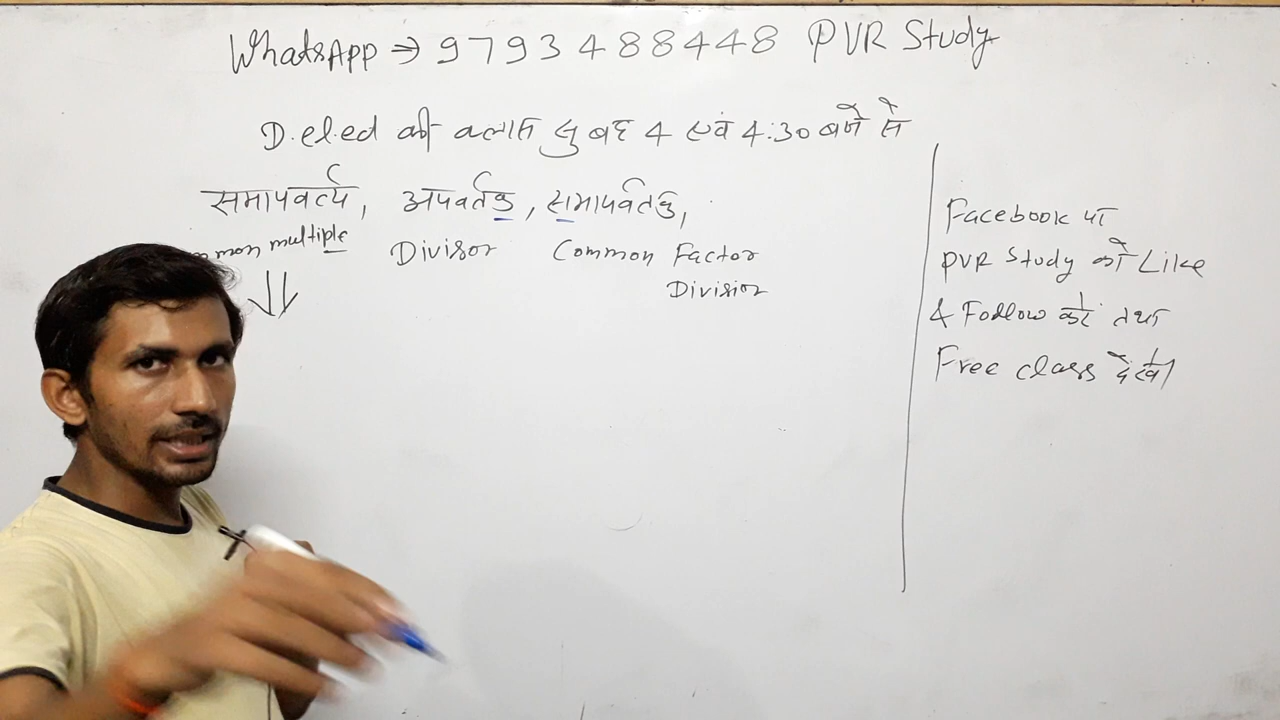 WhatsApp ⇒ 9793488448 PVR Study
D.el.ed की क्लास सुबह 4 एवं 4:30 बजे से
समापवर्त्य, अपवर्तक, समापवर्तक,
multiple Divisor Common Factor
Division
Facebook पर
PVR Study को Like
& Follow करें तथा
Free class देखें